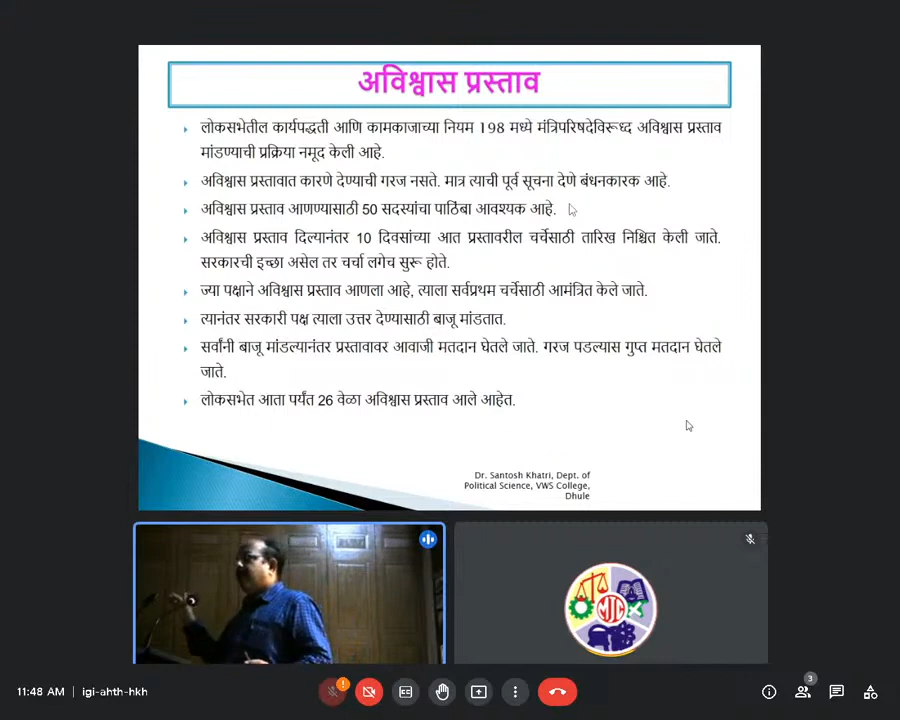 अविश्वास प्रस्ताव
लोकसभेतील कार्यपद्धती आणि कामकाजाच्या नियम 198 मध्ये मंत्रिपरिषदेविरूध्द अविश्वास प्रस्ताव
मांडण्याची प्रक्रिया नमूद केली आहे.
अविश्वास प्रस्तावात कारणे देण्याची गरज नसते. मात्र त्याची पूर्व सूचना देणे बंधनकारक आहे.
अविश्वास प्रस्ताव आणण्यासाठी 50 सदस्यांचा पाठिंबा आवश्यक आहे.
अविश्वास प्रस्ताव दिल्यानंतर 10 दिवसांच्या आत प्रस्तावरील चर्चेसाठी तारिख निश्चित केली जाते.
सरकारची इच्छा असेल तर चर्चा लगेच सुरू होते.
ज्या पक्षाने अविश्वास प्रस्ताव आणला आहे, त्याला सर्वप्रथम चर्चेसाठी आमंत्रित केले जाते.
त्यानंतर सरकारी पक्ष त्याला उत्तर देण्यासाठी बाजू मांडतात.
सर्वांनी बाजू मांडल्यानंतर प्रस्तावावर आवाजी मतदान घेतले जाते. गरज पडल्यास गुप्त मतदान घेतले
जाते.
लोकसभेत आता पर्यंत 26 वेळा अविश्वास प्रस्ताव आले आहेत.
Dr. Santosh Khatri, Dept. of
Political Science, VWS College,
Dhule
MJC
11:48 AM | igi-ahth-hkh
3